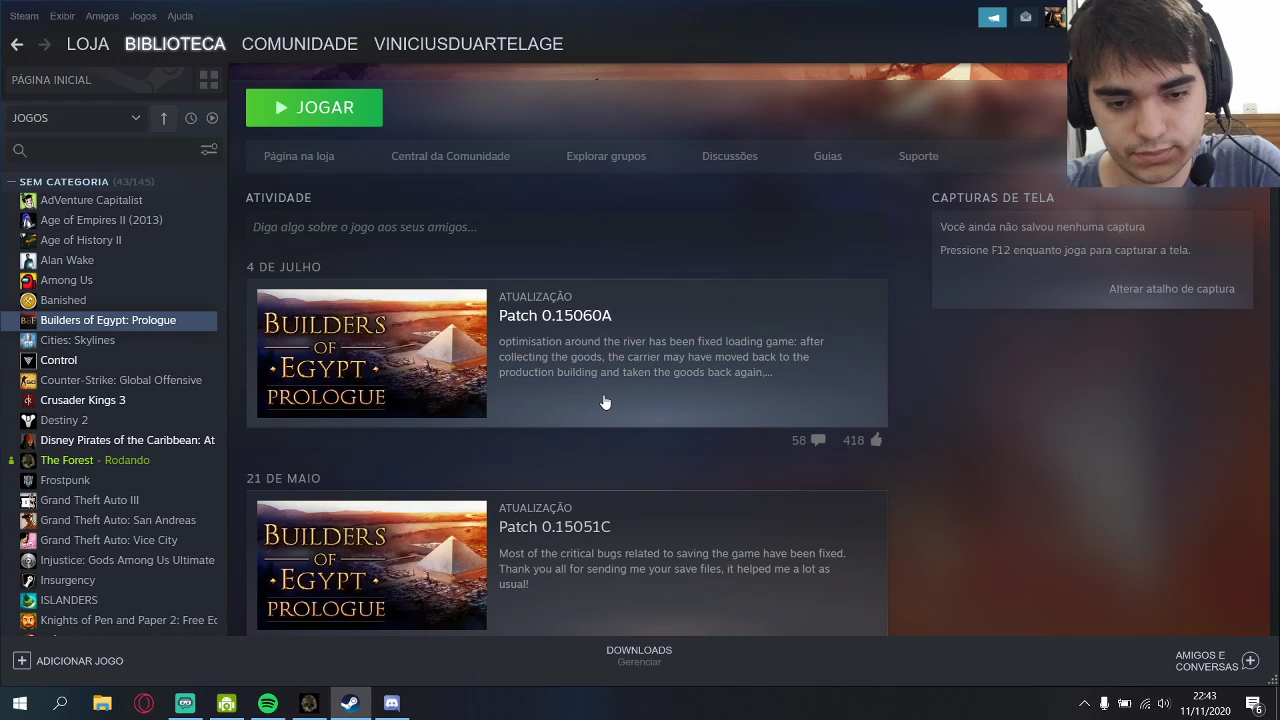 Steam Exibir Amigos Jogos Ajuda
LOJA BIBLIOTECA COMUNIDADE VINICIUSDUARTELAGE
PÁGINA INICIAL
JOGOS
SEM CATEGORIA (43/145)
AdVenture Capitalist
Age of Empires II (2013)
Age of History II
Alan Wake
Among Us
Banished
Builders of Egypt: Prologue
Cities: Skylines
Control
Counter-Strike: Global Offensive
Crusader Kings 3
Destiny 2
Disney Pirates of the Caribbean: At
The Forest - Rodando
Frostpunk
Grand Theft Auto III
Grand Theft Auto: San Andreas
Grand Theft Auto: Vice City
Injustice: Gods Among Us Ultimate
Insurgency
ISLANDERS
Knights of Pen and Paper 2: Free Ec
JOGAR
Página na loja Central da Comunidade Explorar grupos Discussões Guias Suporte
ATIVIDADE
Diga algo sobre o jogo aos seus amigos...
4 DE JULHO
BUILDERS
OF
EGYPT
PROLOGUE
ATUALIZAÇÃO
Patch 0.15060A
optimisation around the river has been fixed loading game: after
collecting the goods, the carrier may have moved back to the
production building and taken the goods back again,...
58 418
21 DE MAIO
BUILDERS
OF
EGYPT
PROLOGUE
ATUALIZAÇÃO
Patch 0.15051C
Most of the critical bugs related to saving the game have been fixed.
Thank you all for sending me your save files, it helped me a lot as
usual!
CAPTURAS DE TELA
Você ainda não salvou nenhuma captura
Pressione F12 enquanto joga para capturar a tela.
Alterar atalho de captura
ADICIONAR JOGO
DOWNLOADS
Gerenciar
AMIGOS E
CONVERSAS
22:43
11/11/2020
6